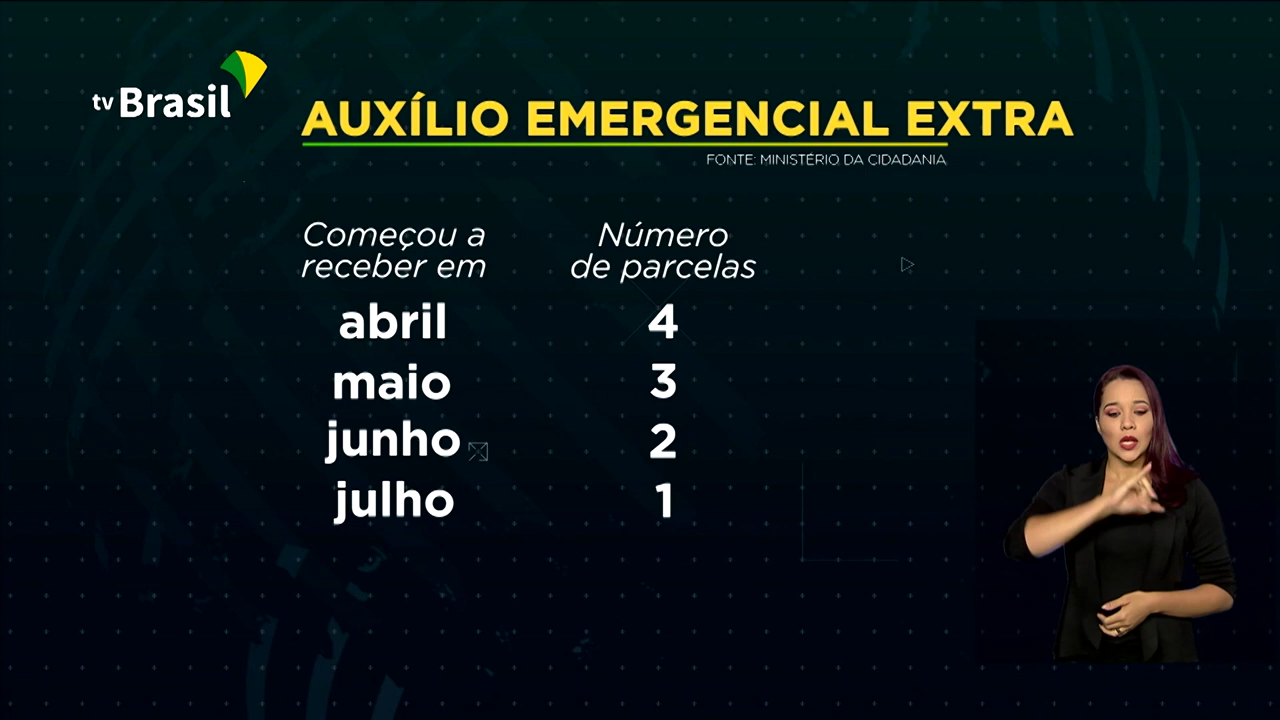 tv Brasil
AUXÍLIO EMERGENCIAL EXTRA
FONTE: MINISTÉRIO DA CIDADANIA
Começou a
receber em
Número
de parcelas
abril 4
maio 3
junho 2
julho 1